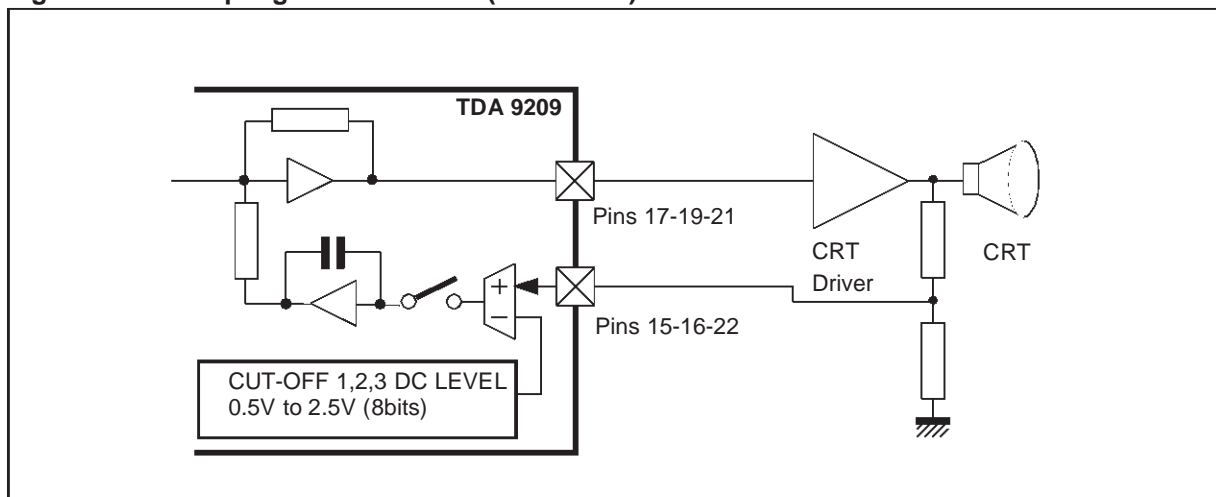 TDA 9209
Pins 17-19-21
CRT
Driver
CRT
+
−
Pins 15-16-22
CUT-OFF 1,2,3 DC LEVEL
0.5V to 2.5V (8bits)